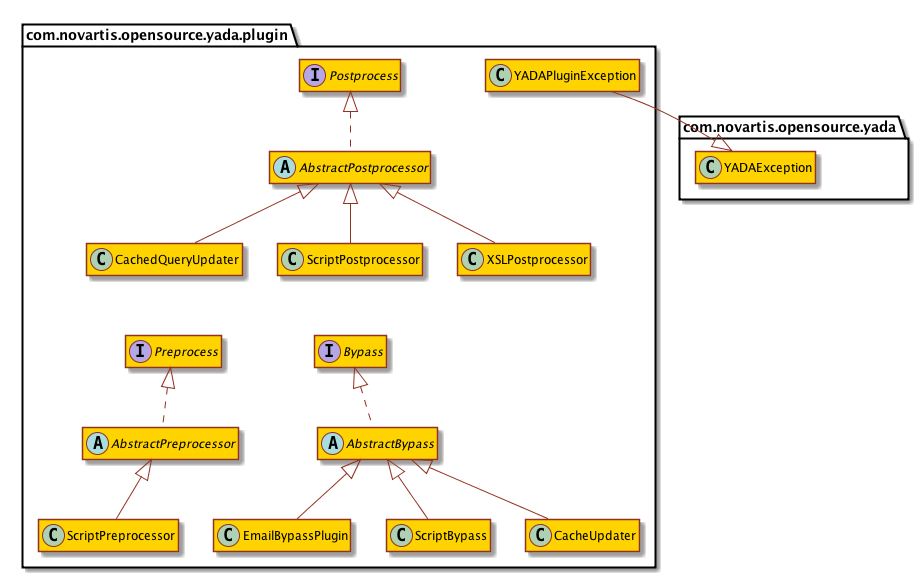 com.novartis.opensource.yada.plugin
I Postprocess
C YADAPluginException
com.novartis.opensource.yada
A AbstractPostprocessor
C YADAException
C CachedQueryUpdater
C ScriptPostprocessor
C XSLPostprocessor
I Preprocess
I Bypass
A AbstractPreprocessor
A AbstractBypass
C ScriptPreprocessor
C EmailBypassPlugin
C ScriptBypass
C CacheUpdater